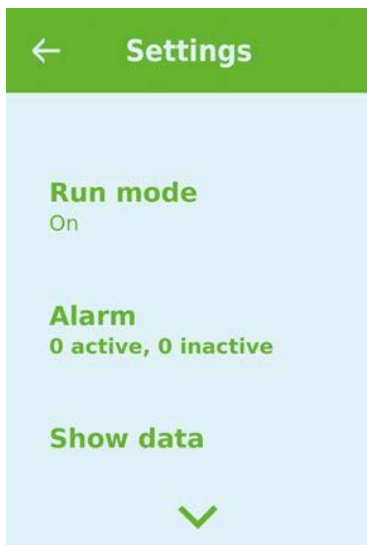 Settings
Run mode
On
Alarm
0 active, 0 inactive
Show data